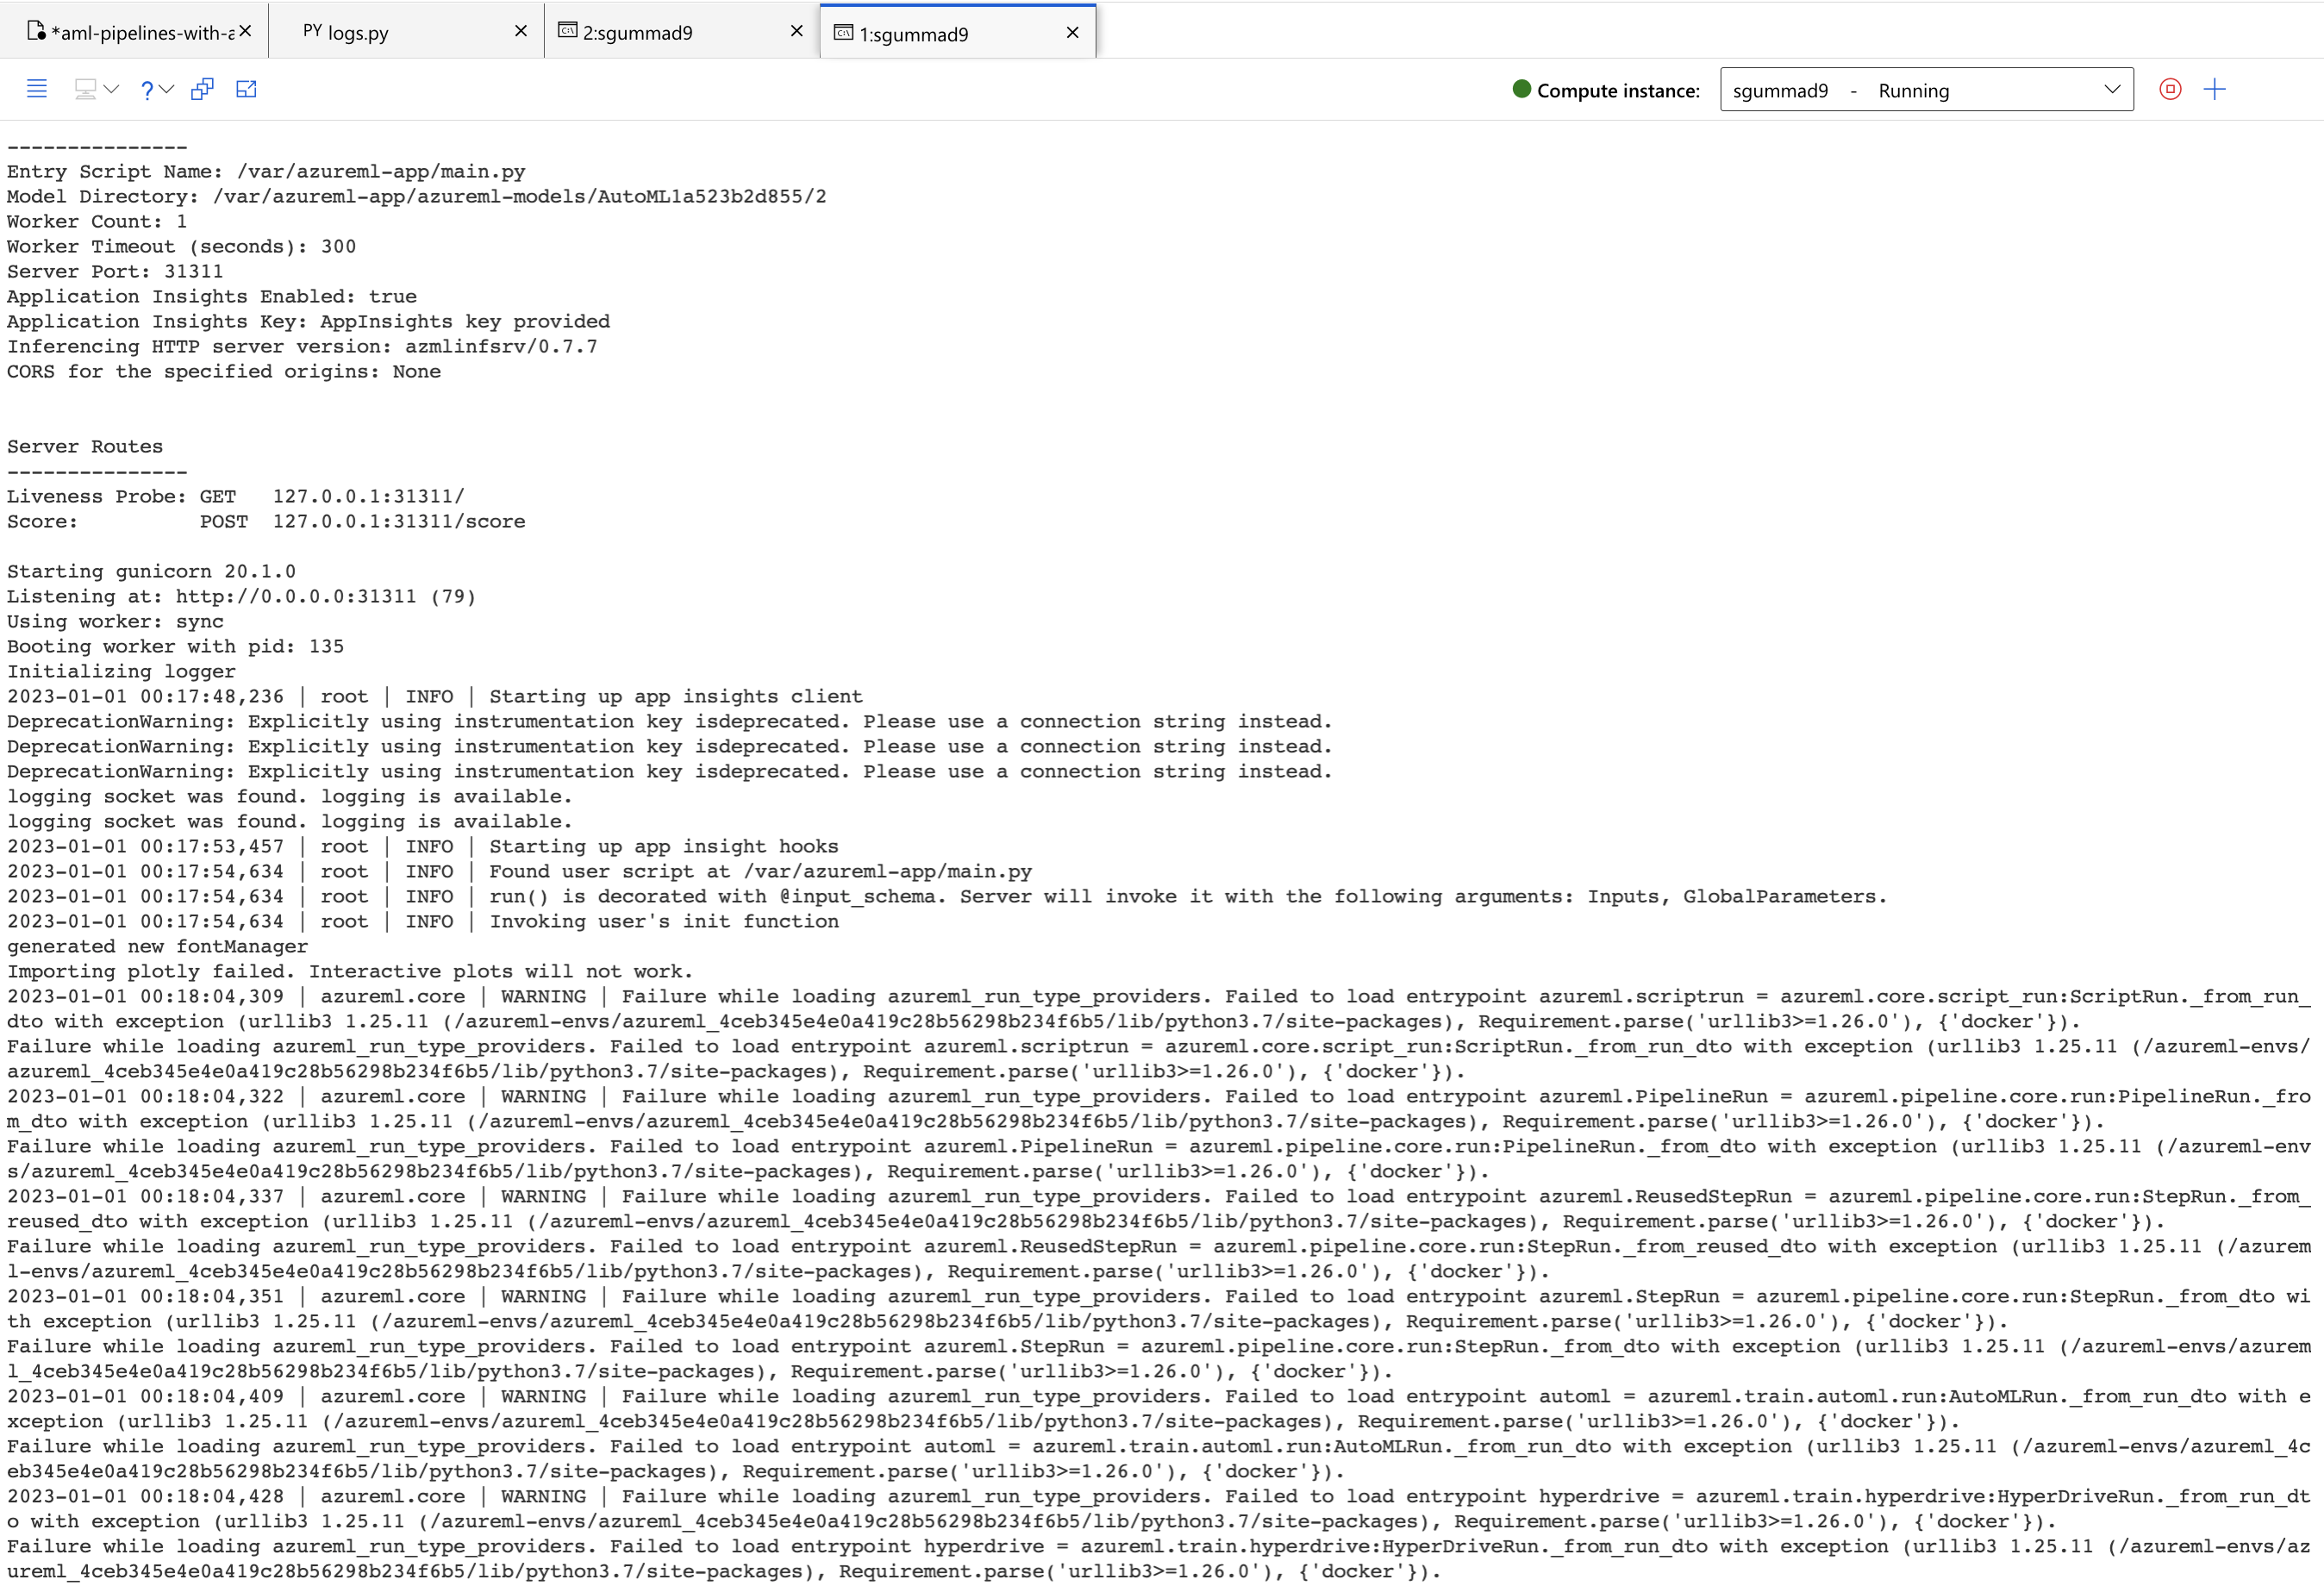 *aml-pipelines-with-a
PY logs.py
2:sgummad9
1:sgummad9
Compute instance: sgummad9 - Running
---------------
Entry Script Name: /var/azureml-app/main.py
Model Directory: /var/azureml-app/azureml-models/AutoML1a523b2d855/2
Worker Count: 1
Worker Timeout (seconds): 300
Server Port: 31311
Application Insights Enabled: true
Application Insights Key: AppInsights key provided
Inferencing HTTP server version: azmlinfsrv/0.7.7
CORS for the specified origins: None
Server Routes
---------------
Liveness Probe: GET   127.0.0.1:31311/
Score:          POST  127.0.0.1:31311/score
Starting gunicorn 20.1.0
Listening at: http://0.0.0.0:31311 (79)
Using worker: sync
Booting worker with pid: 135
Initializing logger
2023-01-01 00:17:48,236 | root | INFO | Starting up app insights client
DeprecationWarning: Explicitly using instrumentation key isdeprecated. Please use a connection string instead.
DeprecationWarning: Explicitly using instrumentation key isdeprecated. Please use a connection string instead.
DeprecationWarning: Explicitly using instrumentation key isdeprecated. Please use a connection string instead.
logging socket was found. logging is available.
logging socket was found. logging is available.
2023-01-01 00:17:53,457 | root | INFO | Starting up app insight hooks
2023-01-01 00:17:54,634 | root | INFO | Found user script at /var/azureml-app/main.py
2023-01-01 00:17:54,634 | root | INFO | run() is decorated with @input_schema. Server will invoke it with the following arguments: Inputs, GlobalParameters.
2023-01-01 00:17:54,634 | root | INFO | Invoking user's init function
generated new fontManager
Importing plotly failed. Interactive plots will not work.
2023-01-01 00:18:04,309 | azureml.core | WARNING | Failure while loading azureml_run_type_providers. Failed to load entrypoint azureml.scriptrun = azureml.core.script_run:ScriptRun._from_run_
dto with exception (urllib3 1.25.11 (/azureml-envs/azureml_4ceb345e4e0a419c28b56298b234f6b5/lib/python3.7/site-packages), Requirement.parse('urllib3>=1.26.0'), {'docker'}).
Failure while loading azureml_run_type_providers. Failed to load entrypoint azureml.scriptrun = azureml.core.script_run:ScriptRun._from_run_dto with exception (urllib3 1.25.11 (/azureml-envs/
azureml_4ceb345e4e0a419c28b56298b234f6b5/lib/python3.7/site-packages), Requirement.parse('urllib3>=1.26.0'), {'docker'}).
2023-01-01 00:18:04,322 | azureml.core | WARNING | Failure while loading azureml_run_type_providers. Failed to load entrypoint azureml.PipelineRun = azureml.pipeline.core.run:PipelineRun._fro
m_dto with exception (urllib3 1.25.11 (/azureml-envs/azureml_4ceb345e4e0a419c28b56298b234f6b5/lib/python3.7/site-packages), Requirement.parse('urllib3>=1.26.0'), {'docker'}).
Failure while loading azureml_run_type_providers. Failed to load entrypoint azureml.PipelineRun = azureml.pipeline.core.run:PipelineRun._from_dto with exception (urllib3 1.25.11 (/azureml-env
s/azureml_4ceb345e4e0a419c28b56298b234f6b5/lib/python3.7/site-packages), Requirement.parse('urllib3>=1.26.0'), {'docker'}).
2023-01-01 00:18:04,337 | azureml.core | WARNING | Failure while loading azureml_run_type_providers. Failed to load entrypoint azureml.ReusedStepRun = azureml.pipeline.core.run:StepRun._from_
reused_dto with exception (urllib3 1.25.11 (/azureml-envs/azureml_4ceb345e4e0a419c28b56298b234f6b5/lib/python3.7/site-packages), Requirement.parse('urllib3>=1.26.0'), {'docker'}).
Failure while loading azureml_run_type_providers. Failed to load entrypoint azureml.ReusedStepRun = azureml.pipeline.core.run:StepRun._from_reused_dto with exception (urllib3 1.25.11 (/azurem
l-envs/azureml_4ceb345e4e0a419c28b56298b234f6b5/lib/python3.7/site-packages), Requirement.parse('urllib3>=1.26.0'), {'docker'}).
2023-01-01 00:18:04,351 | azureml.core | WARNING | Failure while loading azureml_run_type_providers. Failed to load entrypoint azureml.StepRun = azureml.pipeline.core.run:StepRun._from_dto wi
th exception (urllib3 1.25.11 (/azureml-envs/azureml_4ceb345e4e0a419c28b56298b234f6b5/lib/python3.7/site-packages), Requirement.parse('urllib3>=1.26.0'), {'docker'}).
Failure while loading azureml_run_type_providers. Failed to load entrypoint azureml.StepRun = azureml.pipeline.core.run:StepRun._from_dto with exception (urllib3 1.25.11 (/azureml-envs/azurem
l_4ceb345e4e0a419c28b56298b234f6b5/lib/python3.7/site-packages), Requirement.parse('urllib3>=1.26.0'), {'docker'}).
2023-01-01 00:18:04,409 | azureml.core | WARNING | Failure while loading azureml_run_type_providers. Failed to load entrypoint automl = azureml.train.automl.run:AutoMLRun._from_run_dto with e
xception (urllib3 1.25.11 (/azureml-envs/azureml_4ceb345e4e0a419c28b56298b234f6b5/lib/python3.7/site-packages), Requirement.parse('urllib3>=1.26.0'), {'docker'}).
Failure while loading azureml_run_type_providers. Failed to load entrypoint automl = azureml.train.automl.run:AutoMLRun._from_run_dto with exception (urllib3 1.25.11 (/azureml-envs/azureml_4c
eb345e4e0a419c28b56298b234f6b5/lib/python3.7/site-packages), Requirement.parse('urllib3>=1.26.0'), {'docker'}).
2023-01-01 00:18:04,428 | azureml.core | WARNING | Failure while loading azureml_run_type_providers. Failed to load entrypoint hyperdrive = azureml.train.hyperdrive:HyperDriveRun._from_run_dt
o with exception (urllib3 1.25.11 (/azureml-envs/azureml_4ceb345e4e0a419c28b56298b234f6b5/lib/python3.7/site-packages), Requirement.parse('urllib3>=1.26.0'), {'docker'}).
Failure while loading azureml_run_type_providers. Failed to load entrypoint hyperdrive = azureml.train.hyperdrive:HyperDriveRun._from_run_dto with exception (urllib3 1.25.11 (/azureml-envs/az
ureml_4ceb345e4e0a419c28b56298b234f6b5/lib/python3.7/site-packages), Requirement.parse('urllib3>=1.26.0'), {'docker'}).